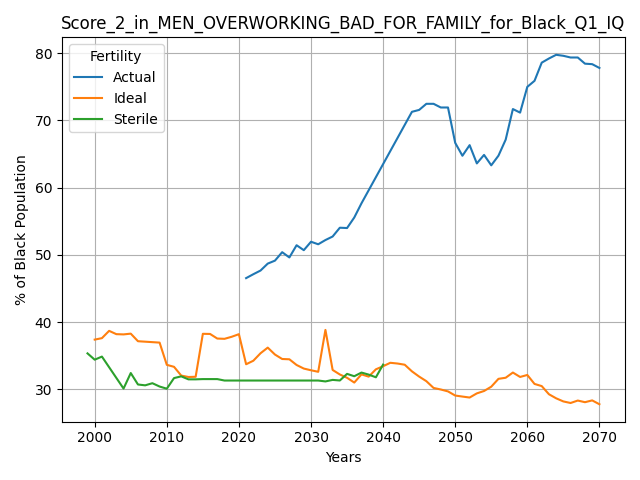 Score_2_in_MEN_OVERWORKING_BAD_FOR_FAMILY_for_Black_Q1_IQ
Fertility
Actual
Ideal
Sterile
% of Black Population
80
70
60
50
40
30
2000 2010 2020 2030 2040 2050 2060 2070
Years